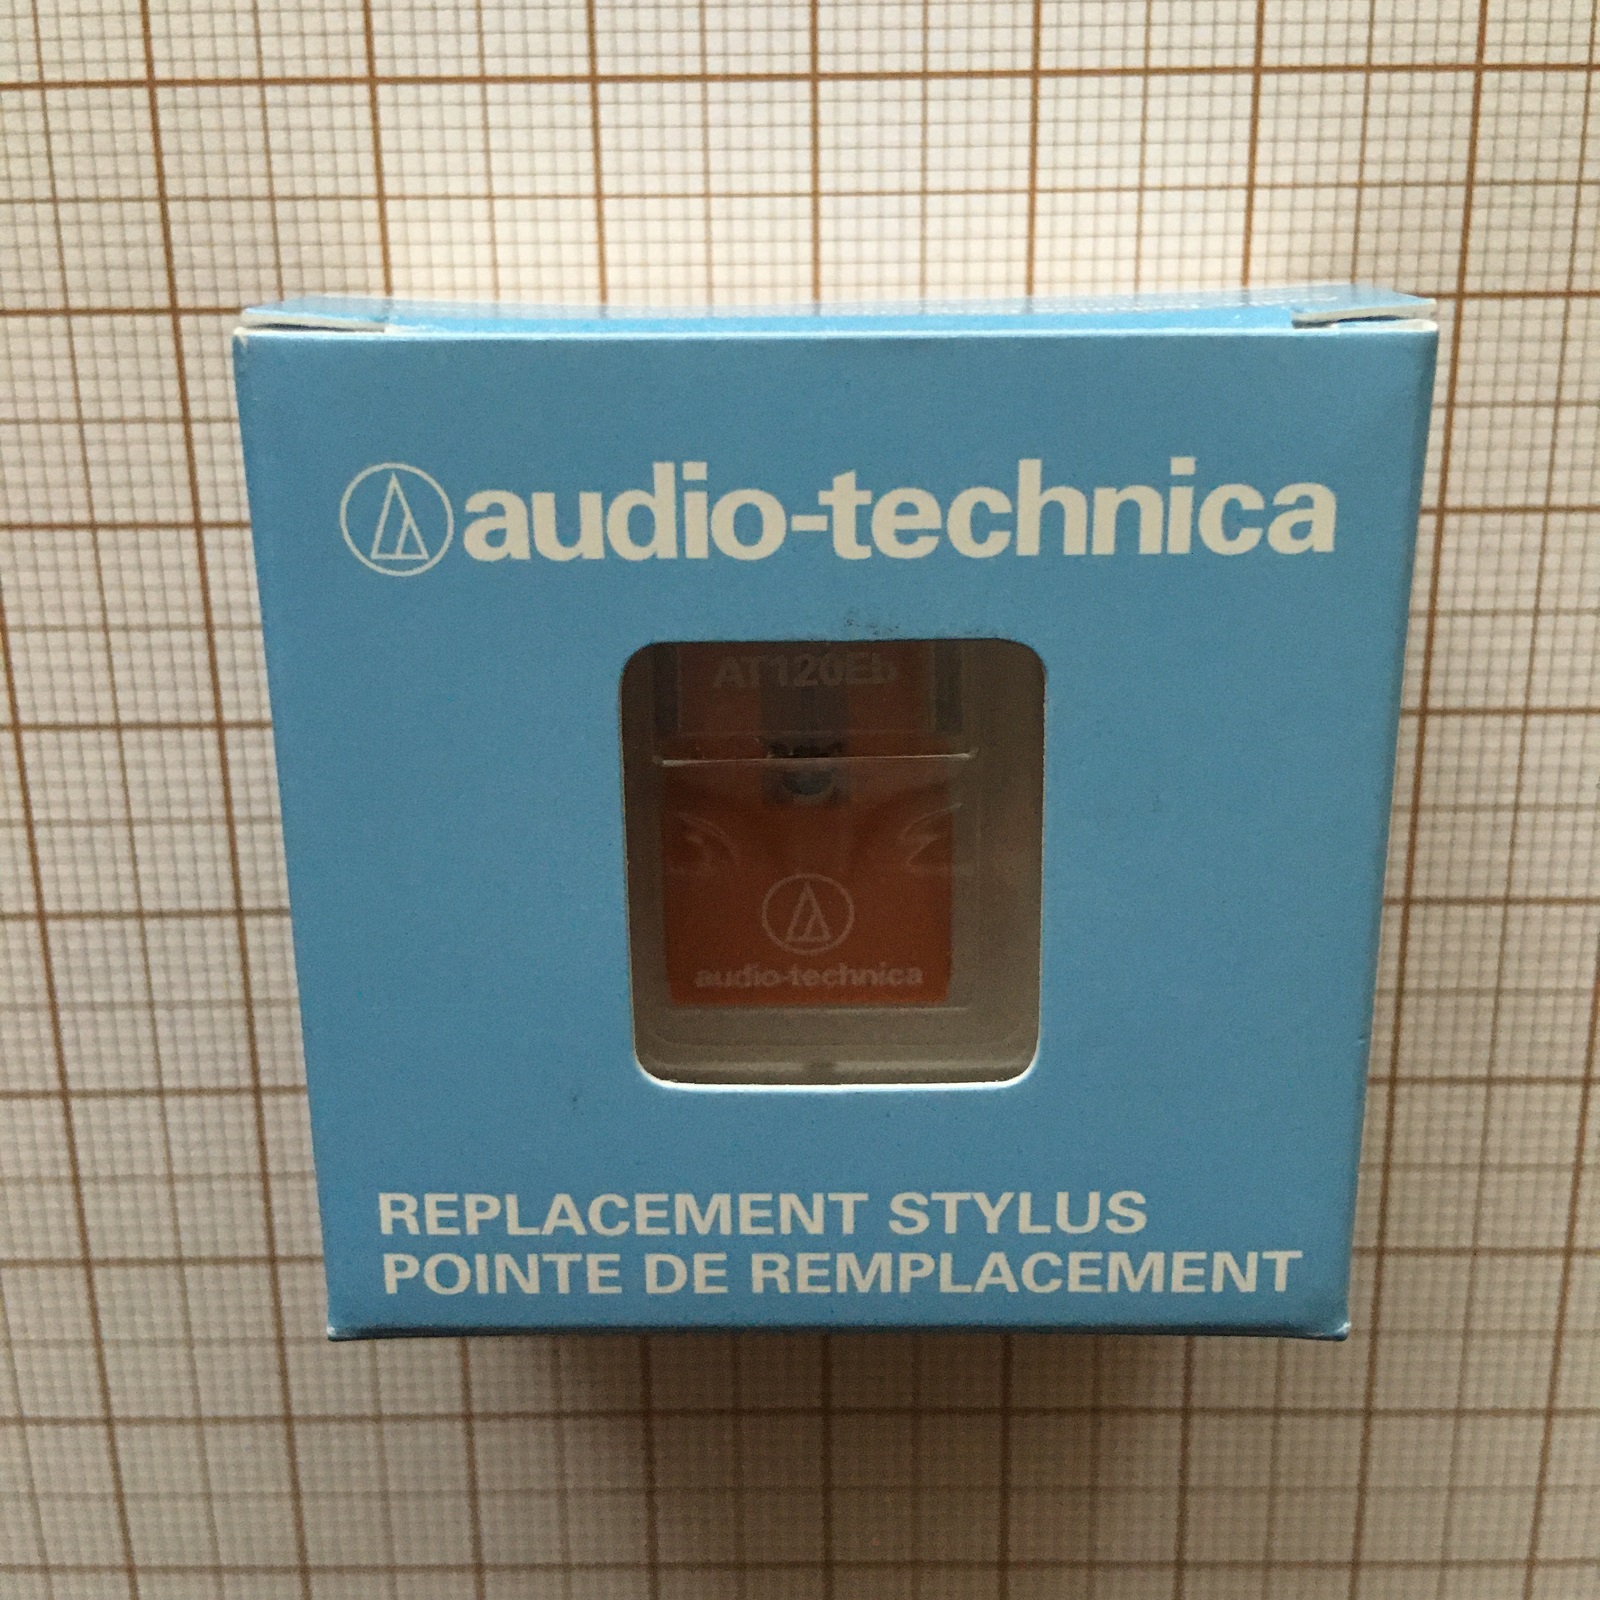 audio-technica
AT120Eb
audio-technica
REPLACEMENT STYLUS
POINTE DE REMPLACEMENT